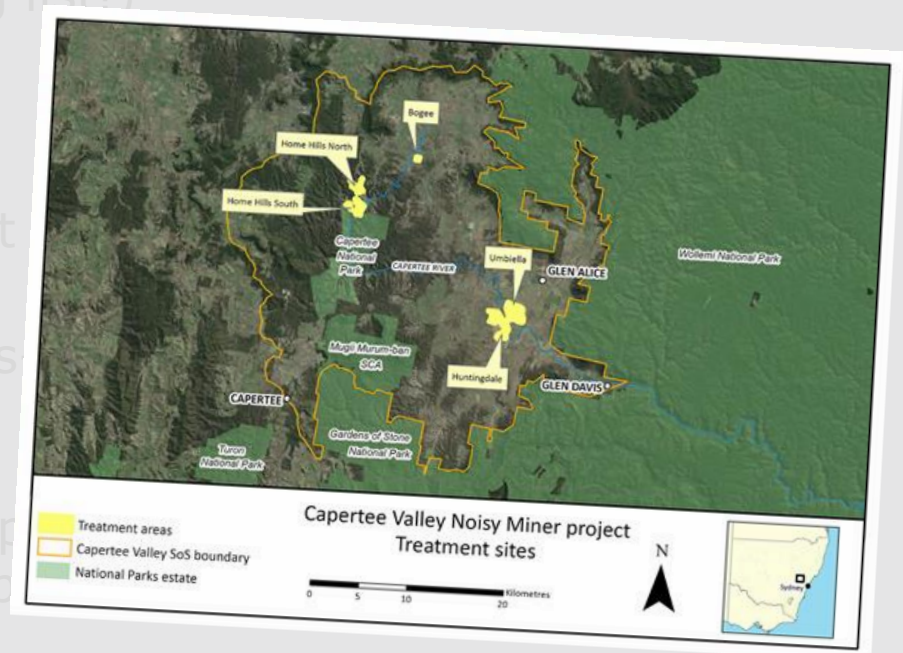 Bogee
Home Hills North
Home Hills South
Capertee
National
Park
CAPERTEE RIVER
Umbiella
GLEN ALICE
Wollemi National Park
Mugii Murum-ban
SCA
Huntingdale
GLEN DAVIS
CAPERTEE
Gardens of Stone
National Park
Turon
National Park
Treatment areas
Capertee Valley SoS boundary
National Parks estate
Capertee Valley Noisy Miner project
Treatment sites
0
5
10
20
Kilometres
N
Sydney